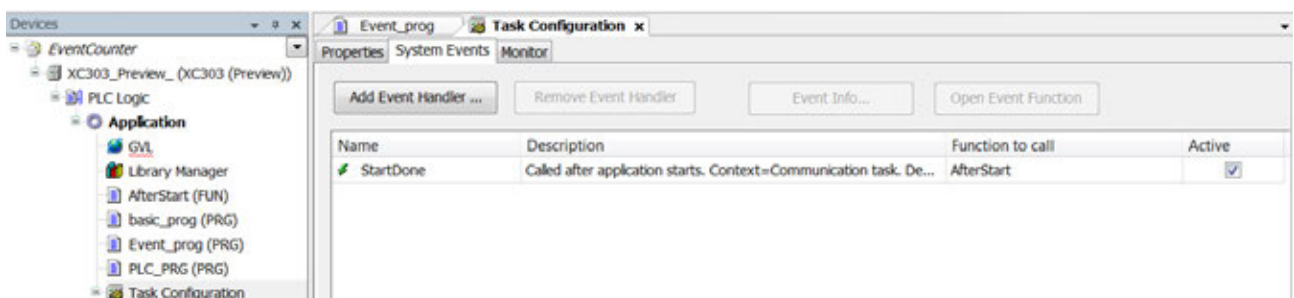 Devices
EventCounter
XC303_Preview_ (XC303 (Preview))
PLC Logic
Application
GVL
Library Manager
AfterStart (FUN)
basic_prog (PRG)
Event_prog (PRG)
PLC_PRG (PRG)
Task Configuration
Event_prog Task Configuration x
Properties System Events Monitor
Add Event Handler ... Remove Event Handler Event Info... Open Event Function
Name Description Function to call Active
StartDone Called after application starts. Context=Communication task. De... AfterStart